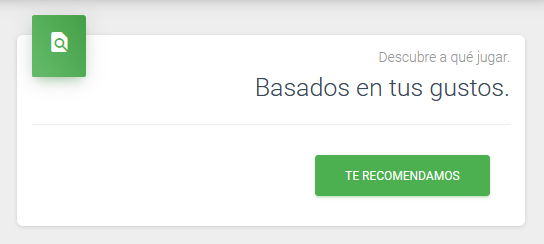 Descubre a qué jugar.
Basados en tus gustos.
TE RECOMENDAMOS